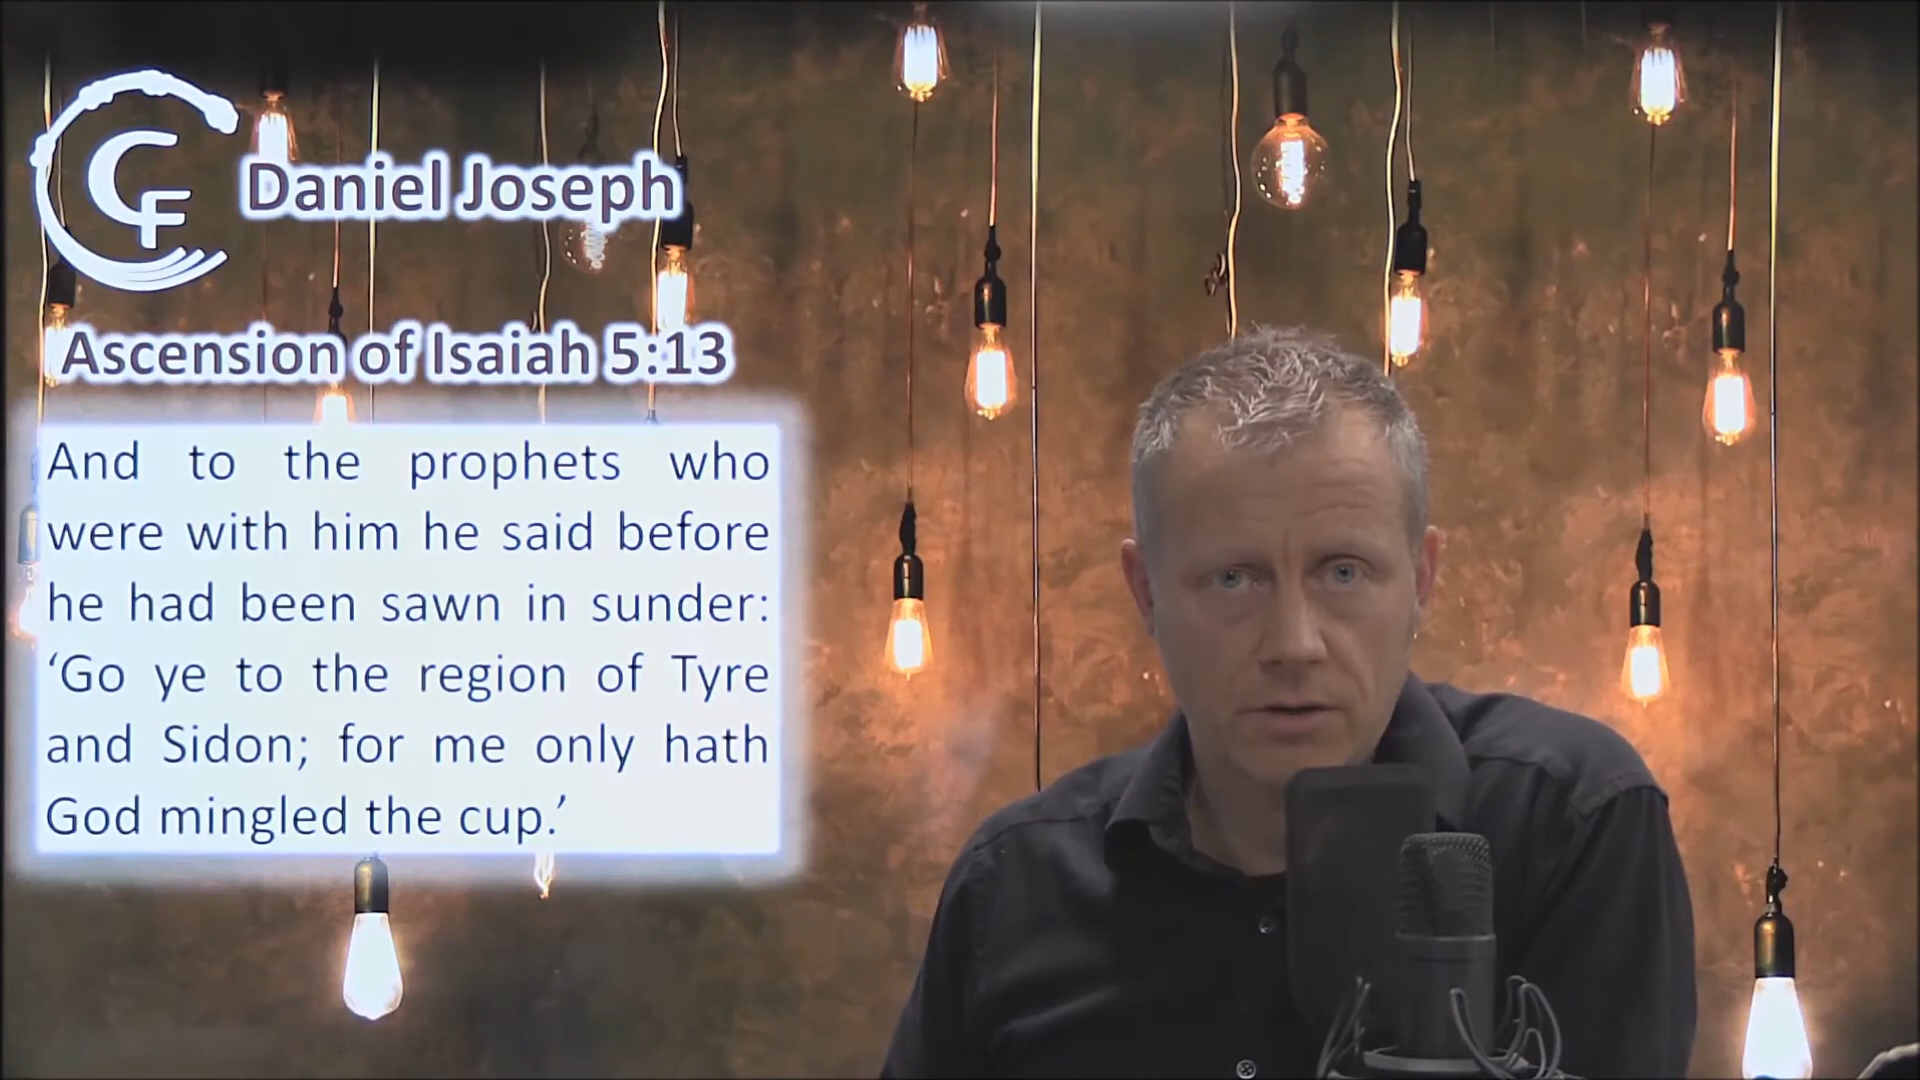 CF
Daniel Joseph
Ascension of Isaiah 5:13
And to the prophets who
were with him he said before
he had been sawn in sunder:
‘Go ye to the region of Tyre
and Sidon; for me only hath
God mingled the cup.’